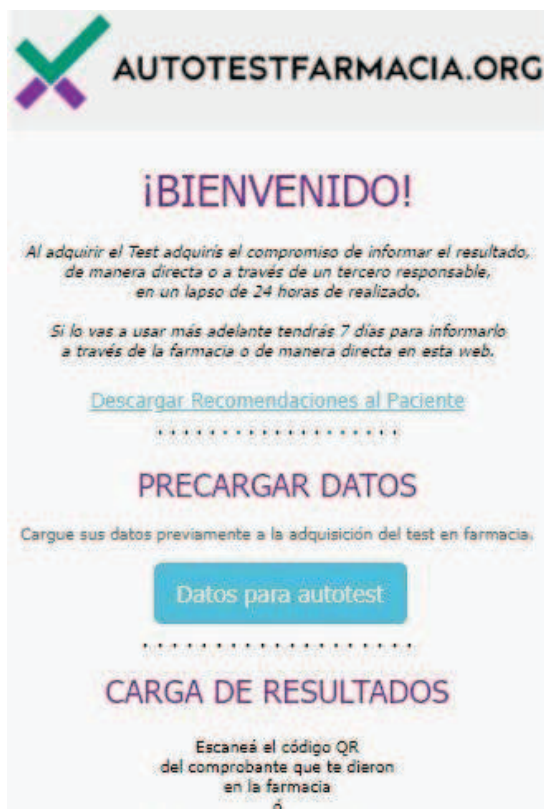 AUTOTESTFARMACIA.ORG
¡BIENVENIDO!
Al adquirir el Test adquirís el compromiso de informar el resultado,
de manera directa o a través de un tercero responsable,
en un lapso de 24 horas de realizado.
Si lo vas a usar más adelante tendrás 7 días para informarlo
a través de la farmacia o de manera directa en esta web.
Descargar Recomendaciones al Paciente
PRECARGAR DATOS
Cargue sus datos previamente a la adquisición del test en farmacia.
Datos para autotest
CARGA DE RESULTADOS
Escaneá el código QR
del comprobante que te dieron
en la farmacia
ó